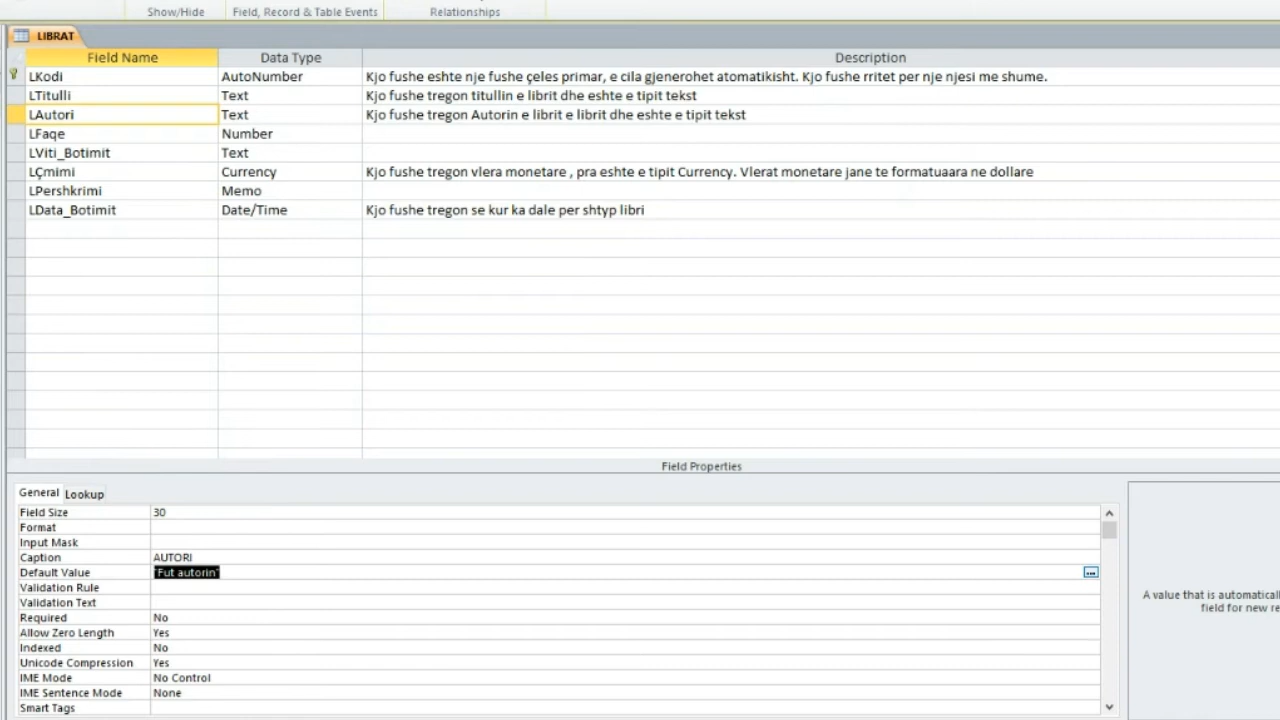 Show/Hide Field, Record & Table Events Relationships
LIBRAT
Field Name Data Type Description
LKodi AutoNumber Kjo fushe eshte nje fushe çeles primar, e cila gjenerohet atomatikisht. Kjo fushe rritet per nje njesi me shume.
LTitulli Text Kjo fushe tregon titullin e librit dhe eshte e tipit tekst
LAutori Text Kjo fushe tregon Autorin e librit e librit dhe eshte e tipit tekst
LFaqe Number
LViti_Botimit Text
LÇmimi Currency Kjo fushe tregon vlera monetare , pra eshte e tipit Currency. Vlerat monetare jane te formatuaara ne dollare
LPershkrimi Memo
LData_Botimit Date/Time Kjo fushe tregon se kur ka dale per shtyp libri
Field Properties
General Lookup
Field Size 30
Format
Input Mask
Caption AUTORI
Default Value "Fut autorin"
Validation Rule
Validation Text
Required No
Allow Zero Length Yes
Indexed No
Unicode Compression Yes
IME Mode No Control
IME Sentence Mode None
Smart Tags
A value that is automaticall
field for new re